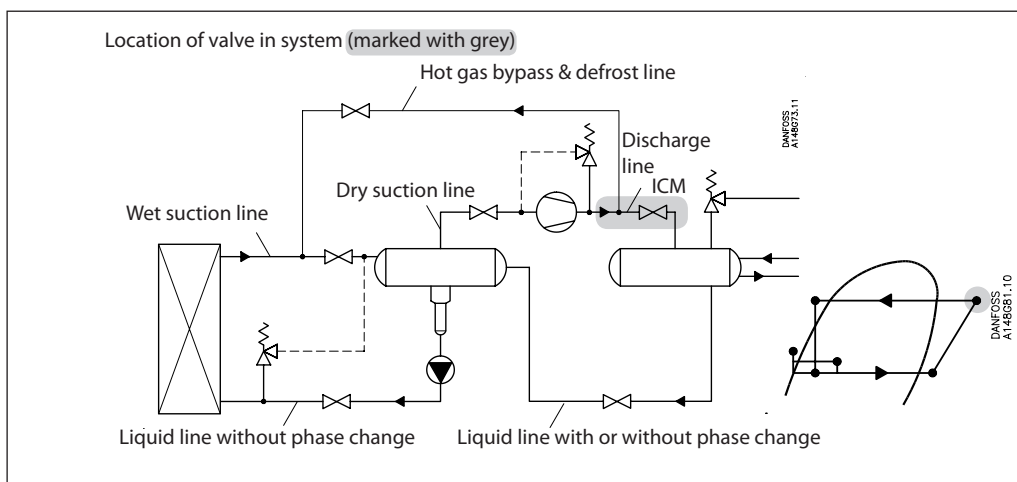 Location of valve in system (marked with grey)
Hot gas bypass & defrost line
DANFOSS
A148G73.11
Discharge
line
ICM
Dry suction line
Wet suction line
DANFOSS
A148G81.10
Liquid line without phase change
Liquid line with or without phase change